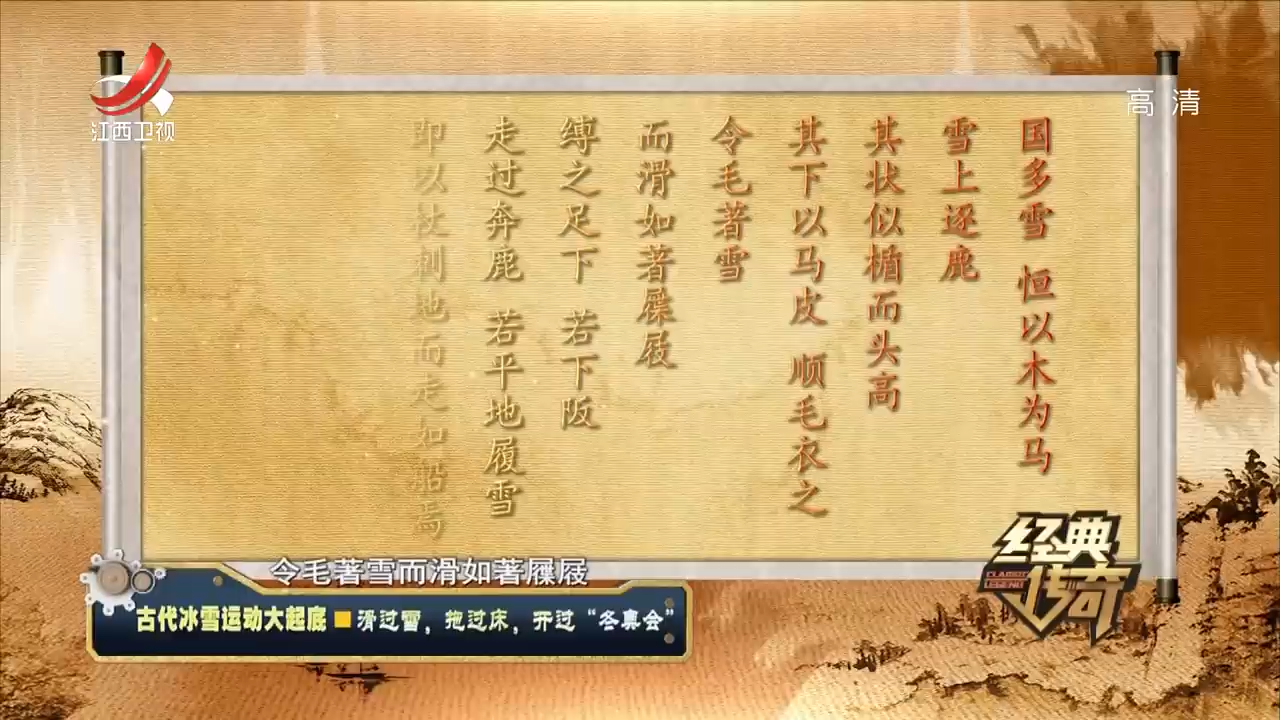 江西卫视
高清
国多雪 恒以木为马
雪上逐鹿
其状似楯而头高
其下以马皮 顺毛衣之
令毛著雪
而滑如著屧屐
缚之足下 若下阪
走过奔鹿 若平地履雪
即以杖刺地而走如船焉
令毛著雪而滑如著屧屐
古代冰雪运动大起底 ■ 滑过雪，拖过床，开过“冬奥会”
经典传奇
CLASSIC LEGEND